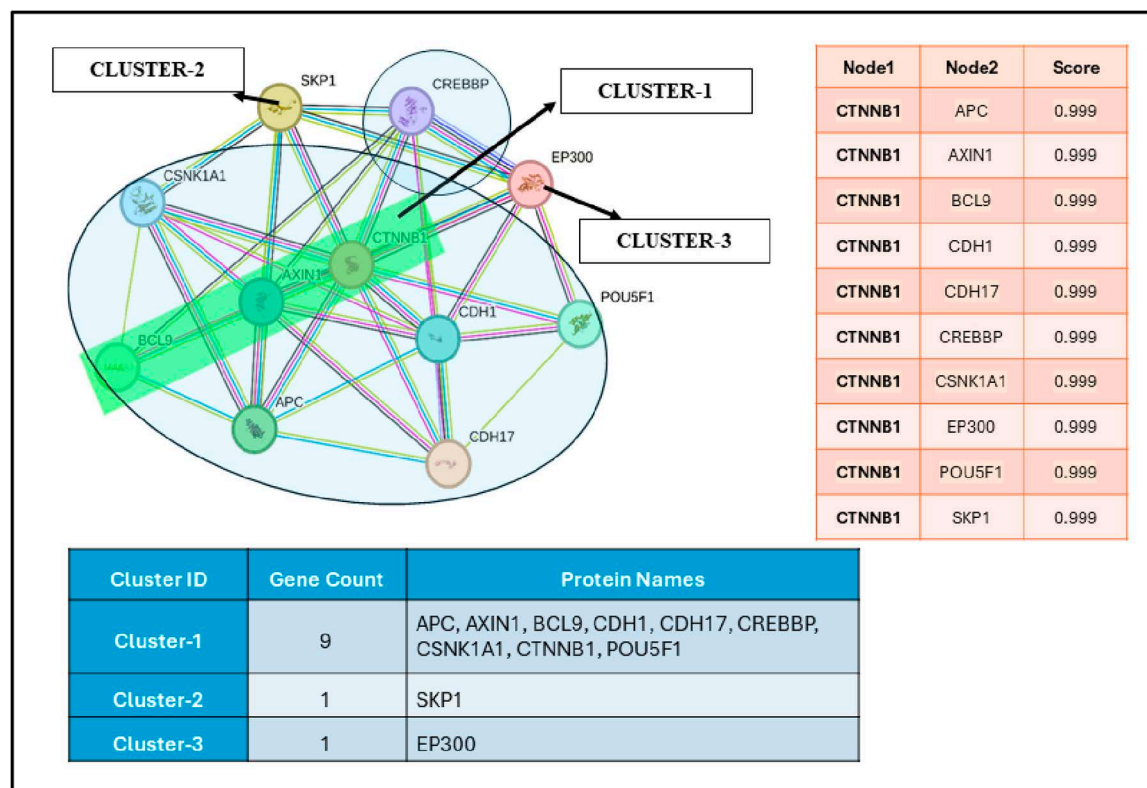 CLUSTER-2
SKP1
CREBBP
CLUSTER-1
EP300
CSNK1A1
CLUSTER-3
CTNNB1
AXIN1
POU5F1
CDH1
BCL9
APC
CDH17
Node1 Node2 Score
CTNNB1 APC 0.999
CTNNB1 AXIN1 0.999
CTNNB1 BCL9 0.999
CTNNB1 CDH1 0.999
CTNNB1 CDH17 0.999
CTNNB1 CREBBP 0.999
CTNNB1 CSNK1A1 0.999
CTNNB1 EP300 0.999
CTNNB1 POU5F1 0.999
CTNNB1 SKP1 0.999
Cluster ID Gene Count Protein Names
Cluster-1 9 APC, AXIN1, BCL9, CDH1, CDH17, CREBBP,
CSNK1A1, CTNNB1, POU5F1
Cluster-2 1 SKP1
Cluster-3 1 EP300